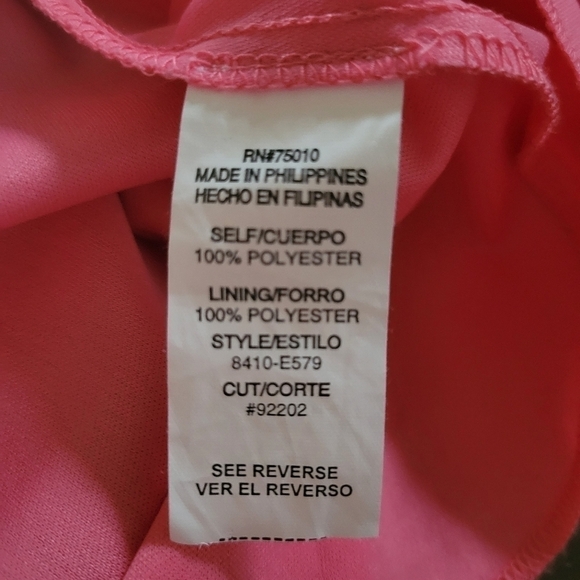 RN#75010
MADE IN PHILIPPINES
HECHO EN FILIPINAS
SELF/CUERPO
100% POLYESTER
LINING/FORRO
100% POLYESTER
STYLE/ESTILO
8410-E579
CUT/CORTE
#92202
SEE REVERSE
VER EL REVERSO